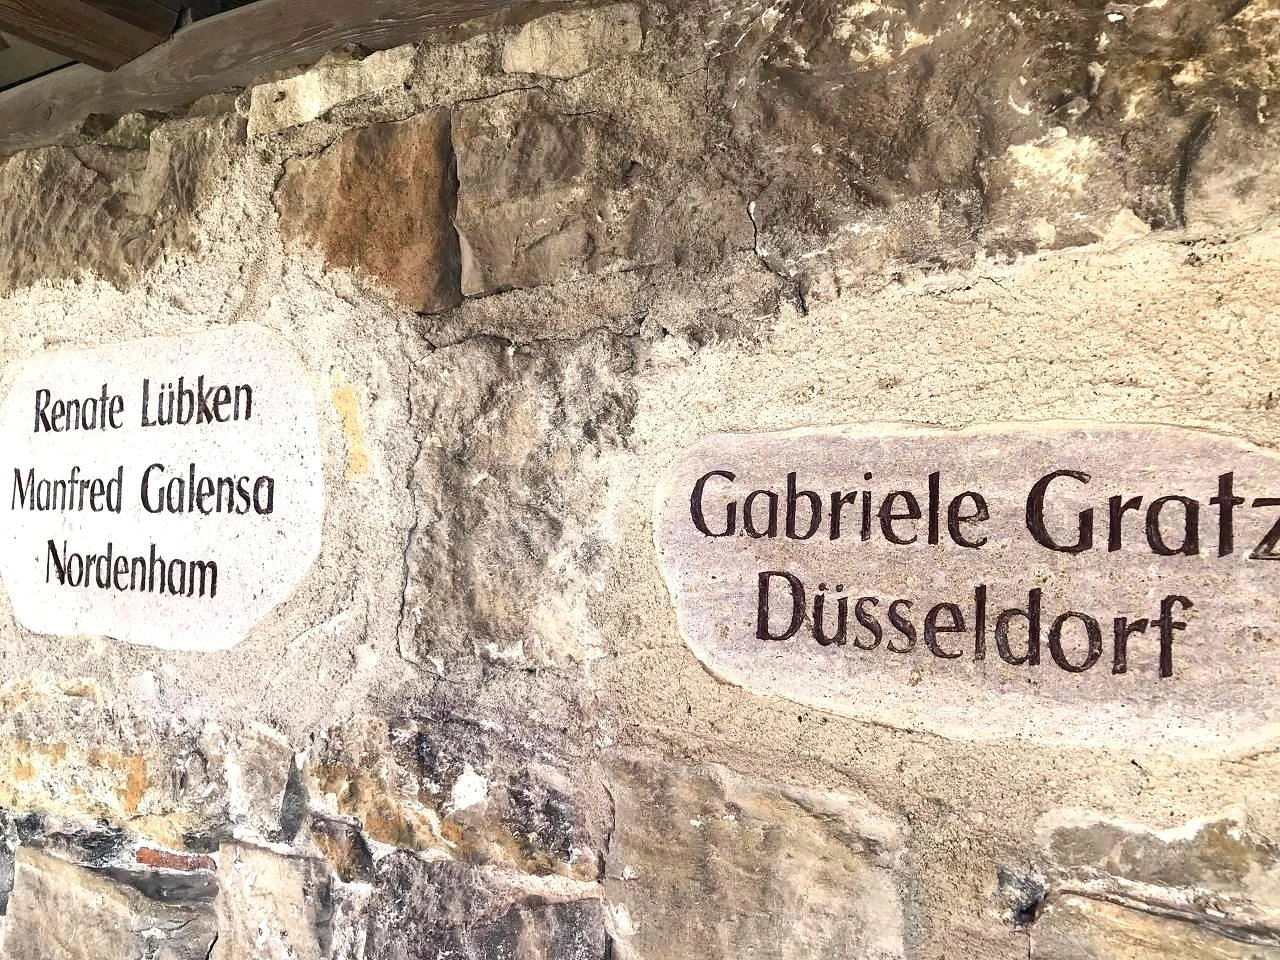 Renate Lübken
Manfred Galensa
Nordenham
Gabriele Gratz
Düsseldorf